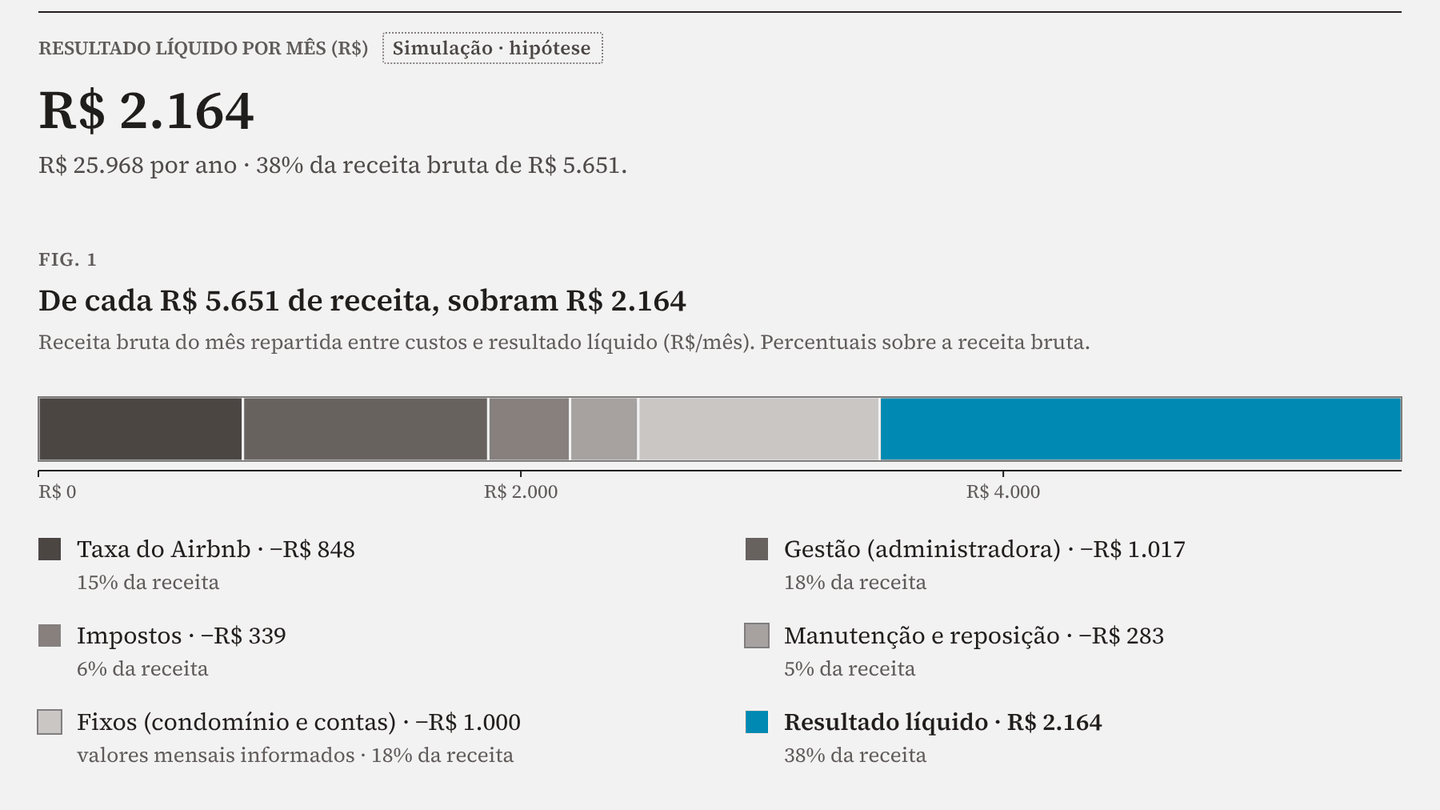 RESULTADO LÍQUIDO POR MÊS (R$) Simulação · hipótese
R$ 2.164
R$ 25.968 por ano · 38% da receita bruta de R$ 5.651.
FIG. 1
De cada R$ 5.651 de receita, sobram R$ 2.164
Receita bruta do mês repartida entre custos e resultado líquido (R$/mês). Percentuais sobre a receita bruta.
R$ 0 R$ 2.000 R$ 4.000
Taxa do Airbnb · −R$ 848
15% da receita
Gestão (administradora) · −R$ 1.017
18% da receita
Impostos · −R$ 339
6% da receita
Manutenção e reposição · −R$ 283
5% da receita
Fixos (condomínio e contas) · −R$ 1.000
valores mensais informados · 18% da receita
Resultado líquido · R$ 2.164
38% da receita